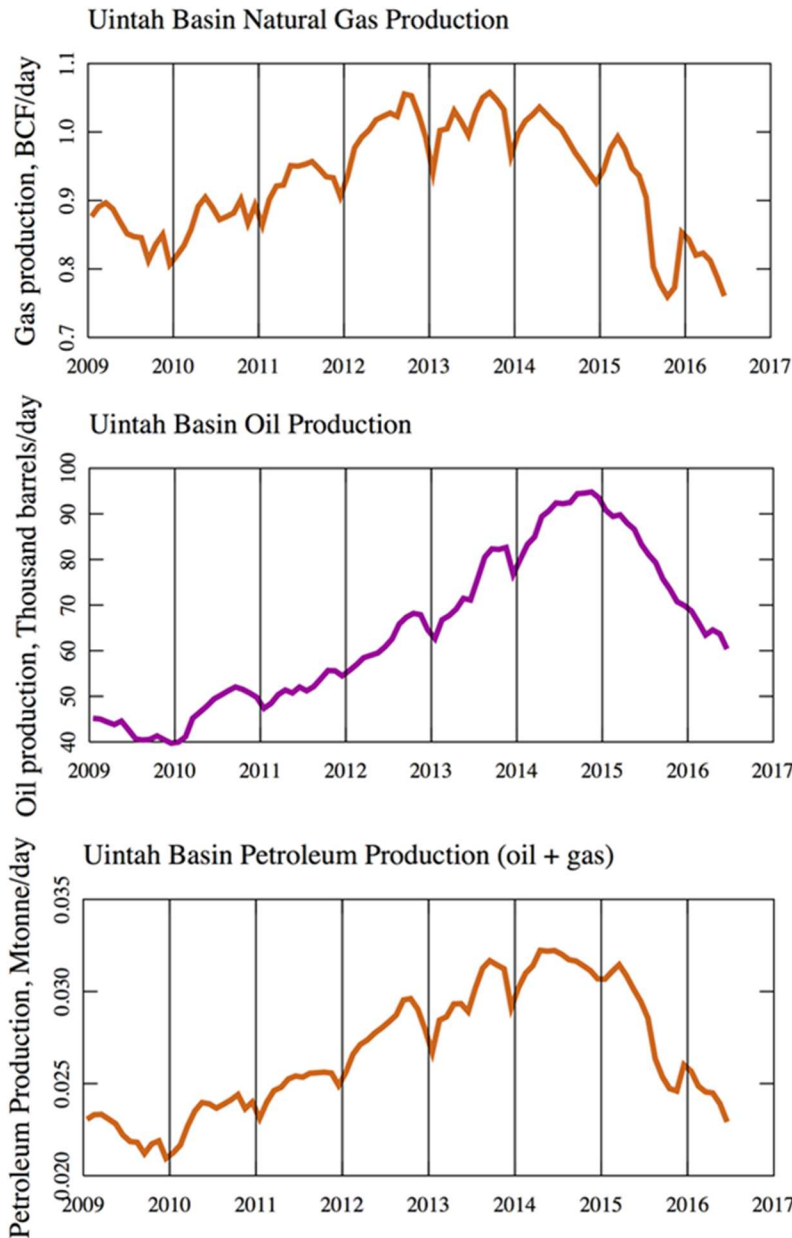 Uintah Basin Natural Gas Production
Gas production, BCF/day
1.1
1.0
0.9
0.8
0.7
2009 2010 2011 2012 2013 2014 2015 2016 2017
Uintah Basin Oil Production
Oil production, Thousand barrels/day
100
90
80
70
60
50
40
2009 2010 2011 2012 2013 2014 2015 2016 2017
Uintah Basin Petroleum Production (oil + gas)
Petroleum Production, Mtonne/day
0.035
0.030
0.025
0.020
2009 2010 2011 2012 2013 2014 2015 2016 2017